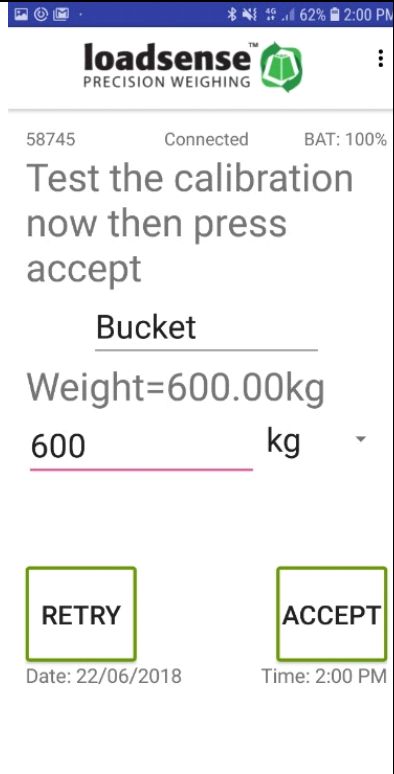 4G 62% 2:00 PM
loadsense™
PRECISION WEIGHING
58745 Connected BAT: 100%
Test the calibration
now then press
accept
Bucket
Weight=600.00kg
600 kg
RETRY ACCEPT
Date: 22/06/2018 Time: 2:00 PM